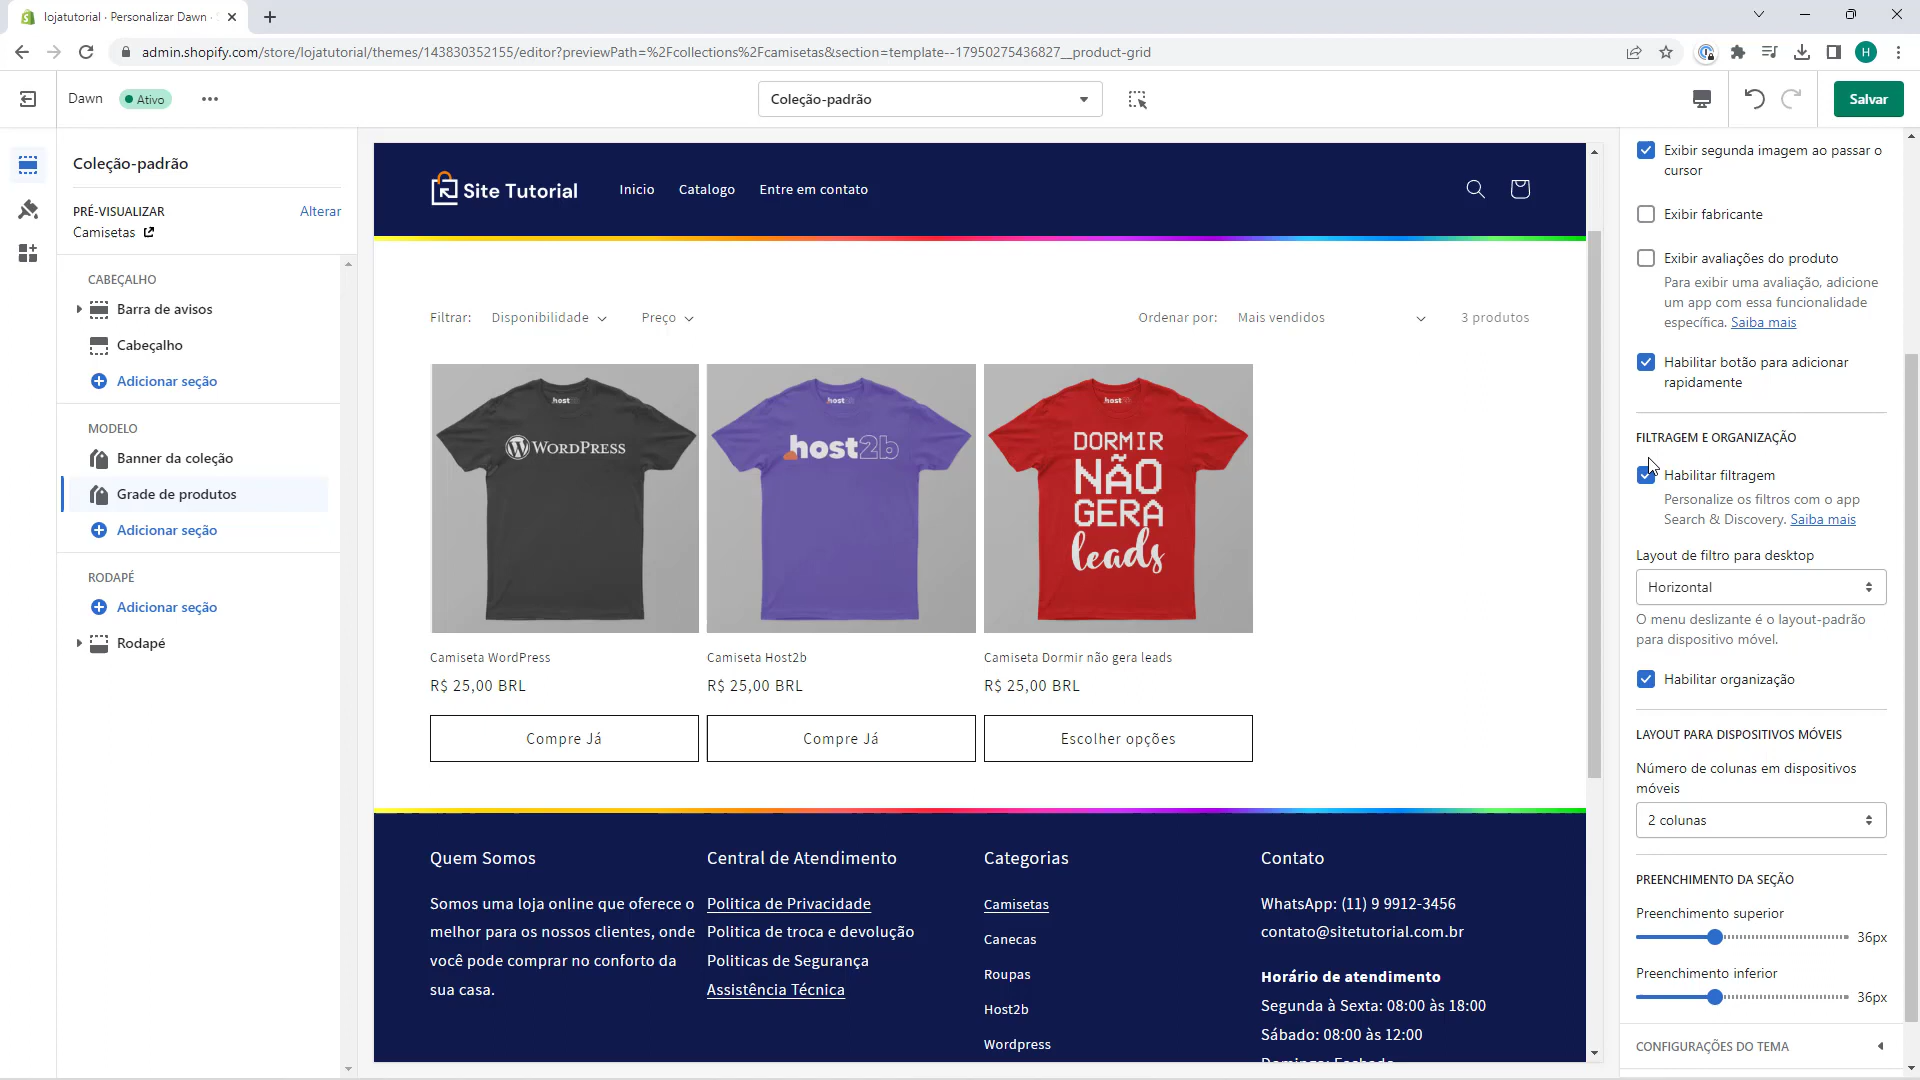 lojatutorial · Personalizar Dawn ·
admin.shopify.com/store/lojatutorial/themes/143830352155/editor?previewPath=%2Fcollections%2Fcamisetas&section=template--17950275436827__product-grid
H
Dawn
Ativo
Coleção-padrão
Salvar
Coleção-padrão
PRÉ-VISUALIZAR
Alterar
Camisetas
CABEÇALHO
Barra de avisos
Cabeçalho
Adicionar seção
MODELO
Banner da coleção
Grade de produtos
Adicionar seção
RODAPÉ
Adicionar seção
Rodapé
Site Tutorial
Inicio
Catalogo
Entre em contato
Filtrar:
Disponibilidade
Preço
Ordenar por:
Mais vendidos
3 produtos
host2b
WORDPRESS
host2b
host2b
host2b
DORMIR
NÃO
GERA
leads
Camiseta WordPress
R$ 25,00 BRL
Compre Já
Camiseta Host2b
R$ 25,00 BRL
Compre Já
Camiseta Dormir não gera leads
R$ 25,00 BRL
Escolher opções
Quem Somos
Somos uma loja online que oferece o
melhor para os nossos clientes, onde
você pode comprar no conforto da
sua casa.
Central de Atendimento
Politica de Privacidade
Politica de troca e devolução
Politicas de Segurança
Assistência Técnica
Categorias
Camisetas
Canecas
Roupas
Host2b
Wordpress
Contato
WhatsApp: (11) 9 9912-3456
contato@sitetutorial.com.br
Horário de atendimento
Segunda à Sexta: 08:00 às 18:00
Sábado: 08:00 às 12:00
Domingo: Fechado
Exibir segunda imagem ao passar o
cursor
Exibir fabricante
Exibir avaliações do produto
Para exibir uma avaliação, adicione
um app com essa funcionalidade
específica. Saiba mais
Habilitar botão para adicionar
rapidamente
FILTRAGEM E ORGANIZAÇÃO
Habilitar filtragem
Personalize os filtros com o app
Search & Discovery. Saiba mais
Layout de filtro para desktop
Horizontal
O menu deslizante é o layout-padrão
para dispositivo móvel.
Habilitar organização
LAYOUT PARA DISPOSITIVOS MÓVEIS
Número de colunas em dispositivos
móveis
2 colunas
PREENCHIMENTO DA SEÇÃO
Preenchimento superior
36px
Preenchimento inferior
36px
CONFIGURAÇÕES DO TEMA